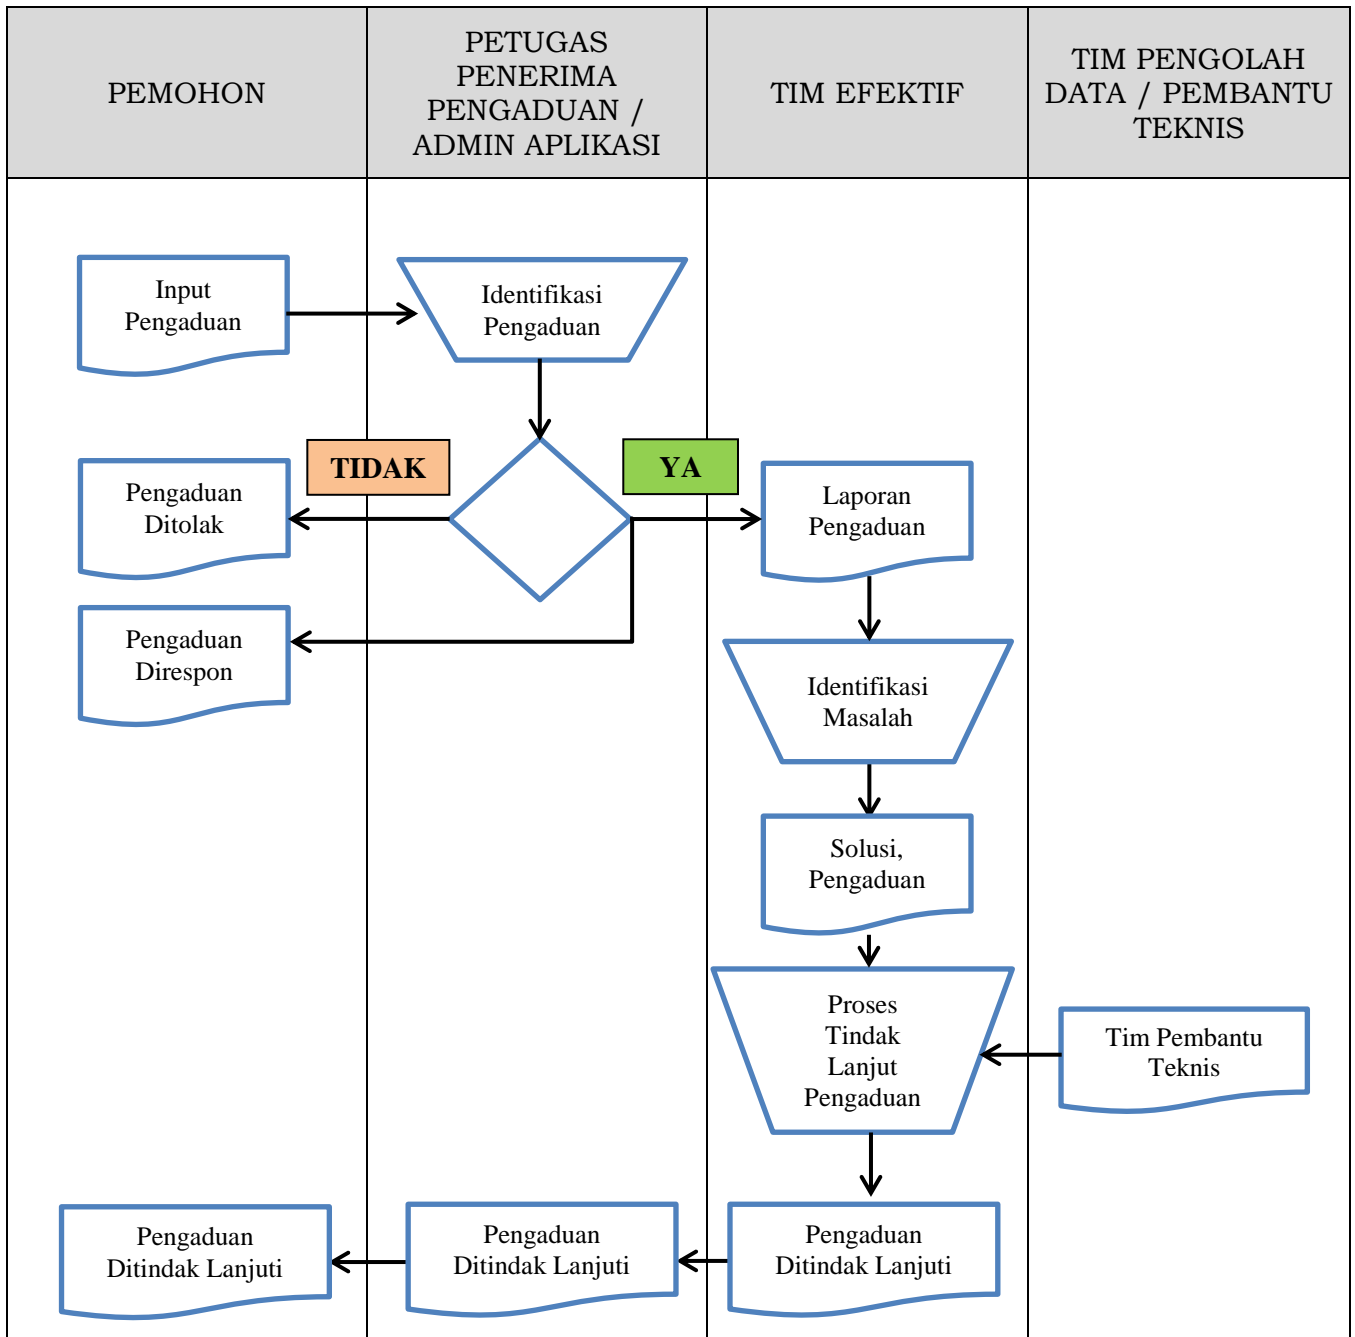 PEMOHON
PETUGAS
PENERIMA
PENGADUAN /
ADMIN APLIKASI
TIM EFEKTIF
TIM PENGOLAH
DATA / PEMBANTU
TEKNIS
Input
Pengaduan
Identifikasi
Pengaduan
TIDAK
YA
Pengaduan
Ditolak
Laporan
Pengaduan
Pengaduan
Direspon
Identifikasi
Masalah
Solusi,
Pengaduan
Proses
Tindak
Lanjut
Pengaduan
Tim Pembantu
Teknis
Pengaduan
Ditindak Lanjuti
Pengaduan
Ditindak Lanjuti
Pengaduan
Ditindak Lanjuti